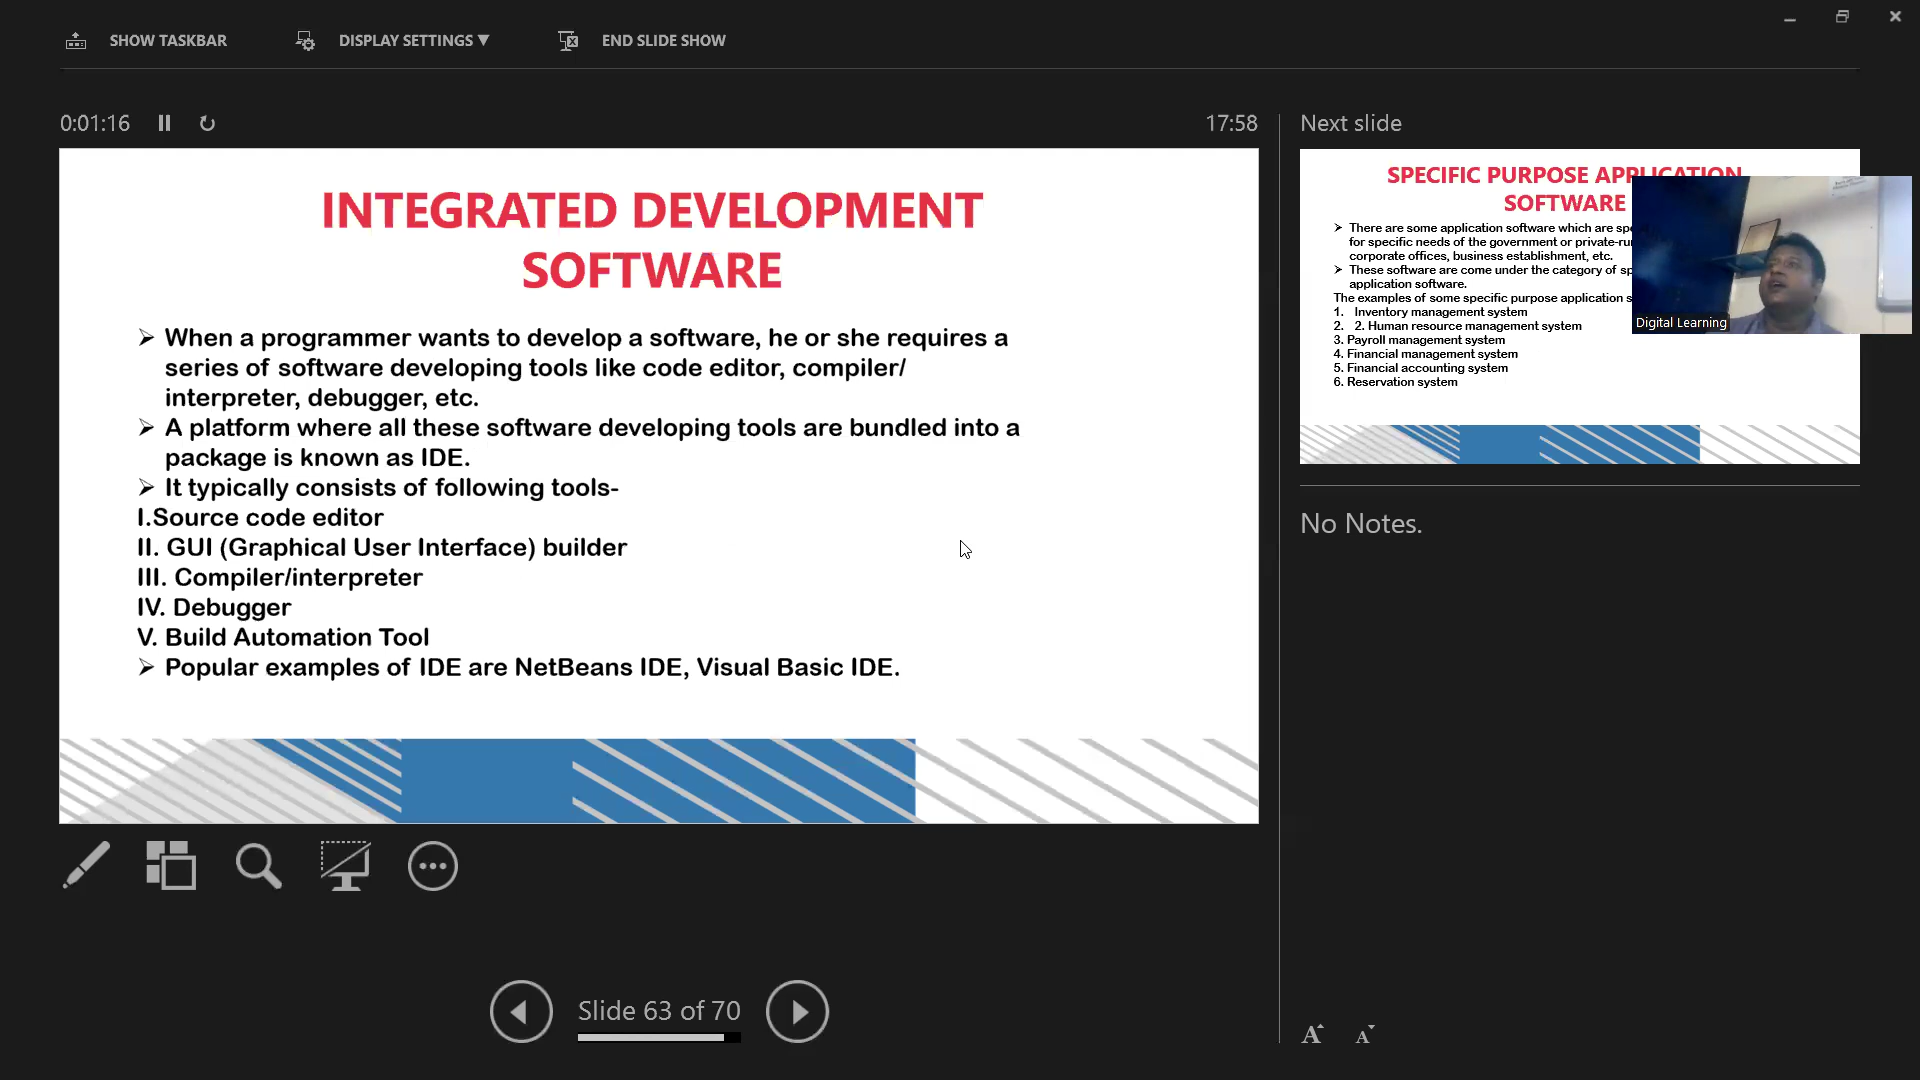 SHOW TASKBAR
DISPLAY SETTINGS ▼
END SLIDE SHOW
0:01:16
17:58
Next slide
INTEGRATED DEVELOPMENT
SOFTWARE
➢ When a programmer wants to develop a software, he or she requires a
series of software developing tools like code editor, compiler/
interpreter, debugger, etc.
➢ A platform where all these software developing tools are bundled into a
package is known as IDE.
➢ It typically consists of following tools-
I.Source code editor
II. GUI (Graphical User Interface) builder
III. Compiler/interpreter
IV. Debugger
V. Build Automation Tool
➢ Popular examples of IDE are NetBeans IDE, Visual Basic IDE.
SPECIFIC PURPOSE APPLICATION
SOFTWARE
➢ There are some application software which are
for specific needs of the government or
corporate offices, business establishment, etc.
➢ These software are come under the category of
application software.
The examples of some specific purpose application
1. Inventory management system
2. 2. Human resource management system
3. Payroll management system
4. Financial management system
5. Financial accounting system
6. Reservation system
Digital Learning
No Notes.
Slide 63 of 70
A A